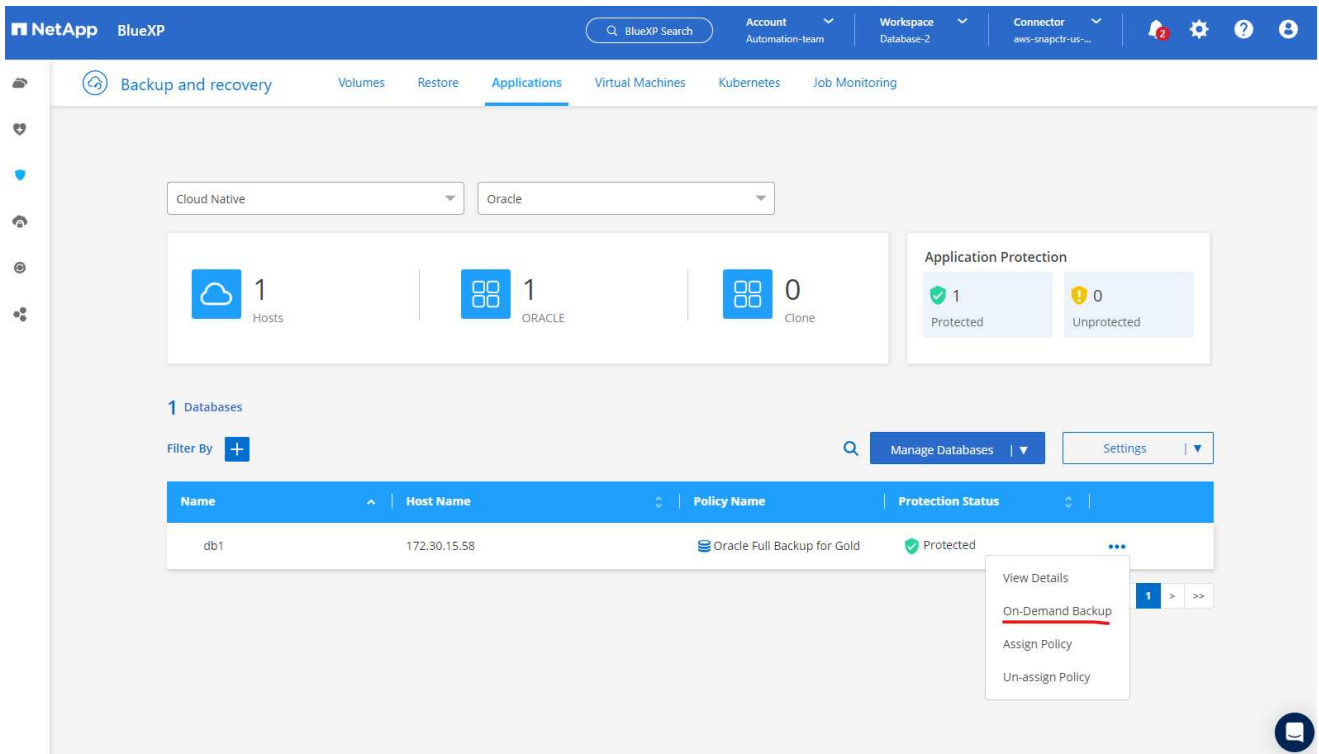 NetApp BlueXP
BlueXP Search
Account
Automation-team
Workspace
Database-2
Connector
aws-snapctr-us-...
2
Backup and recovery
Volumes Restore Applications Virtual Machines Kubernetes Job Monitoring
Cloud Native
Oracle
1
Hosts
1
ORACLE
0
Clone
Application Protection
1
Protected
0
Unprotected
1 Databases
Filter By +
Manage Databases | ▼
Settings | ▼
Name Host Name Policy Name Protection Status
db1 172.30.15.58 Oracle Full Backup for Gold Protected •••
View Details
On-Demand Backup
Assign Policy
Un-assign Policy
1 > >>